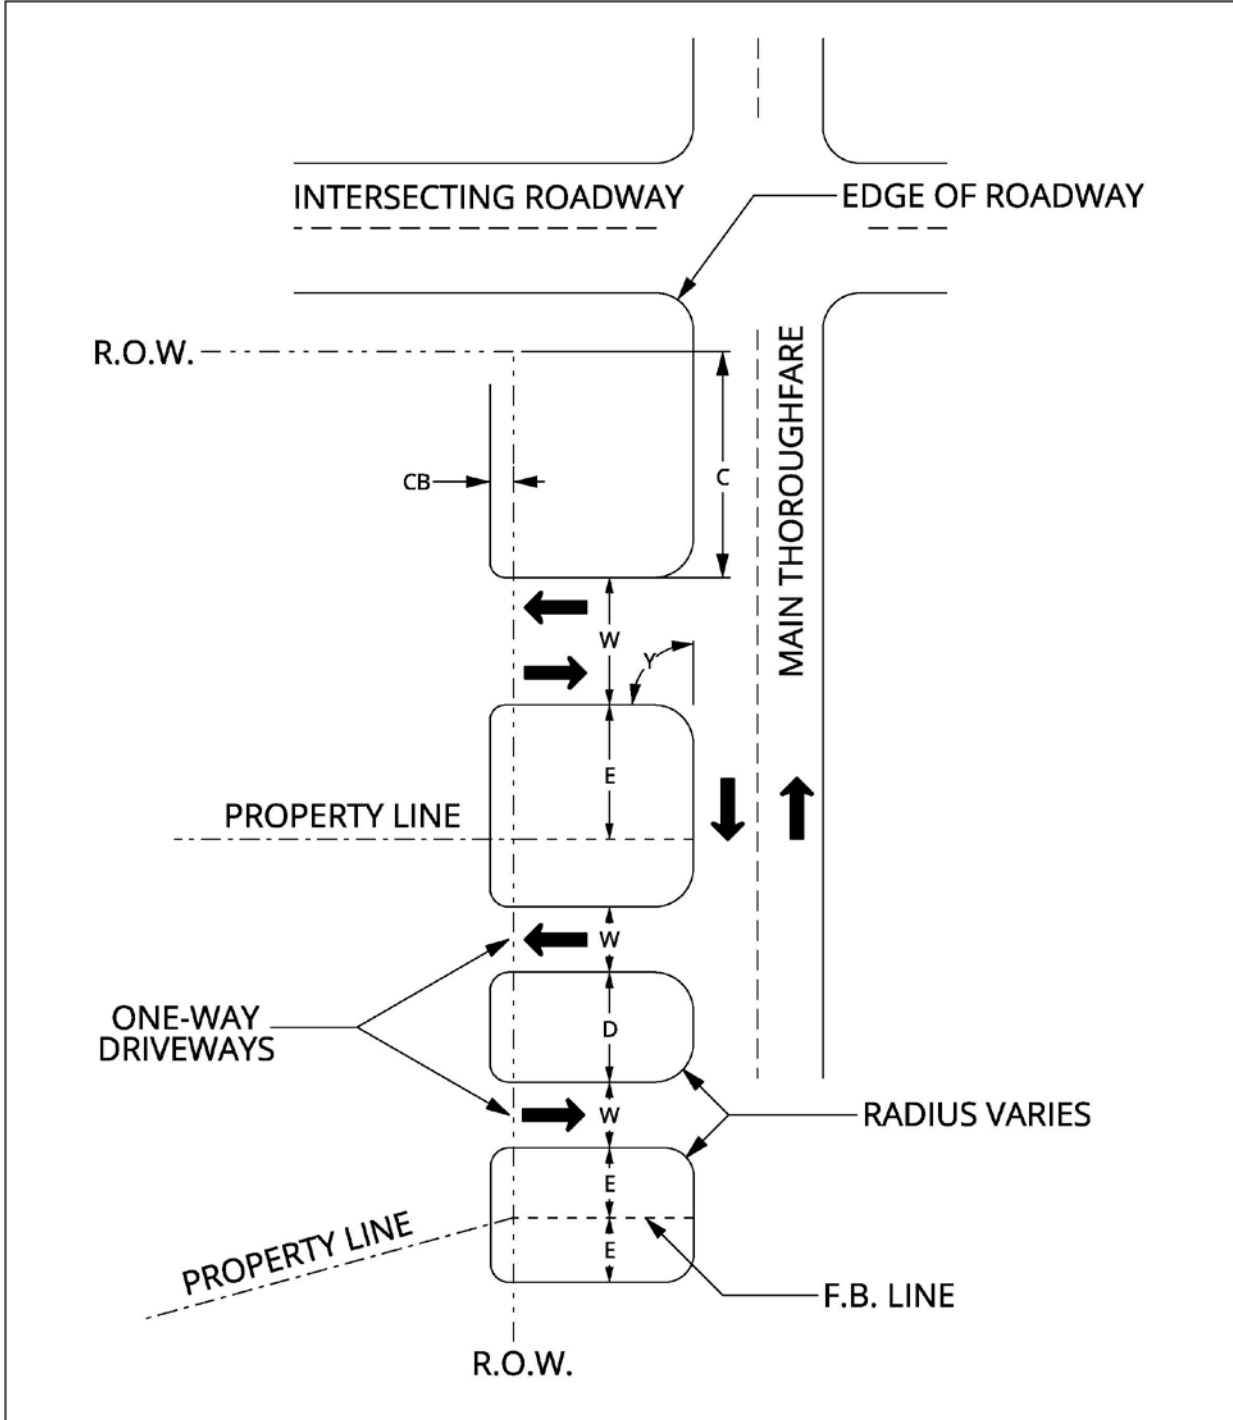 INTERSECTING ROADWAY
EDGE OF ROADWAY
R.O.W.
MAIN THOROUGHFARE
CB
C
W
Y
E
PROPERTY LINE
W
ONE-WAY
DRIVEWAYS
D
W
RADIUS VARIES
E
PROPERTY LINE
E
F.B. LINE
R.O.W.